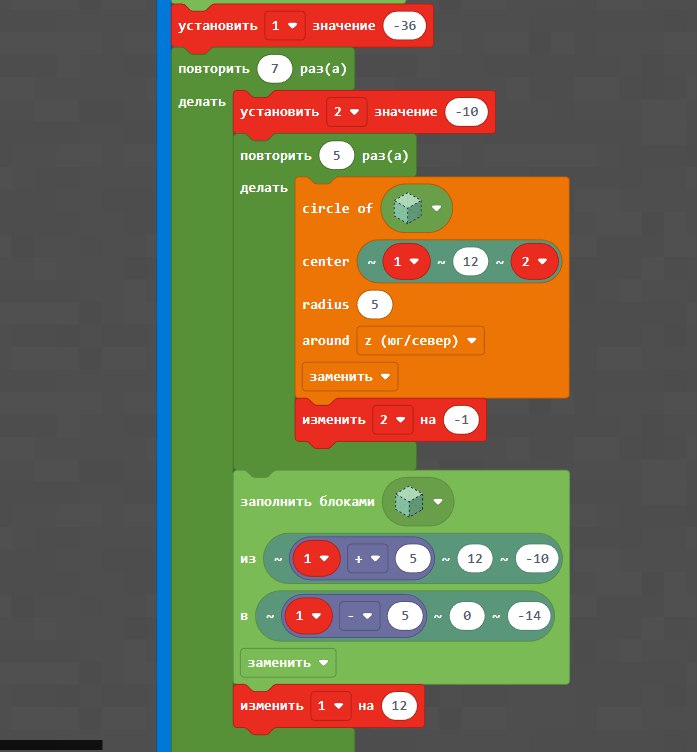 установить 1 значение -36
повторить 7 раз(а)
делать
установить 2 значение -10
повторить 5 раз(а)
делать
circle of
center ~ 1 ~ 12 ~ 2
radius 5
around z (юг/север)
заменить
изменить 2 на -1
заполнить блоками
из ~ 1 + 5 ~ 12 ~ -10
в ~ 1 - 5 ~ 0 ~ -14
заменить
изменить 1 на 12